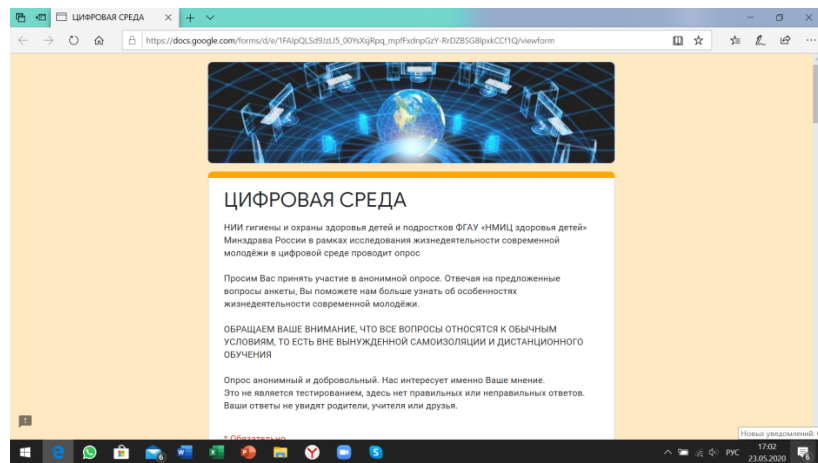 ЦИФРОВАЯ СРЕДА
https://docs.google.com/forms/d/e/
ЦИФРОВАЯ СРЕДА
НИИ гигиены и охраны здоровья детей и подростков ФГАУ «НМИЦ здоровья детей»
Минздрава России в рамках исследования жизнедеятельности современной
молодёжи в цифровой среде проводит опрос
Просим Вас принять участие в анонимной опросе. Отвечая на предложенные
вопросы анкеты, Вы поможете нам больше узнать об особенностях
жизнедеятельности современной молодёжи.
ОБРАЩАЕМ ВАШЕ ВНИМАНИЕ, ЧТО ВСЕ ВОПРОСЫ ОТНОСЯТСЯ К ОБЫЧНЫМ
УСЛОВИЯМ, ТО ЕСТЬ ВНЕ ВЫНУЖДЕННОЙ САМОИЗОЛЯЦИИ И ДИСТАНЦИОННОГО
ОБУЧЕНИЯ
Опрос анонимный и добровольный. Нас интересует именно Ваше мнение.
Это не является тестированием, здесь нет правильных или неправильных ответов.
Ваши ответы не увидят родители, учителя или друзья.
* Обязательно
Новых уведомлений:
РУС
17:02
23.05.2020